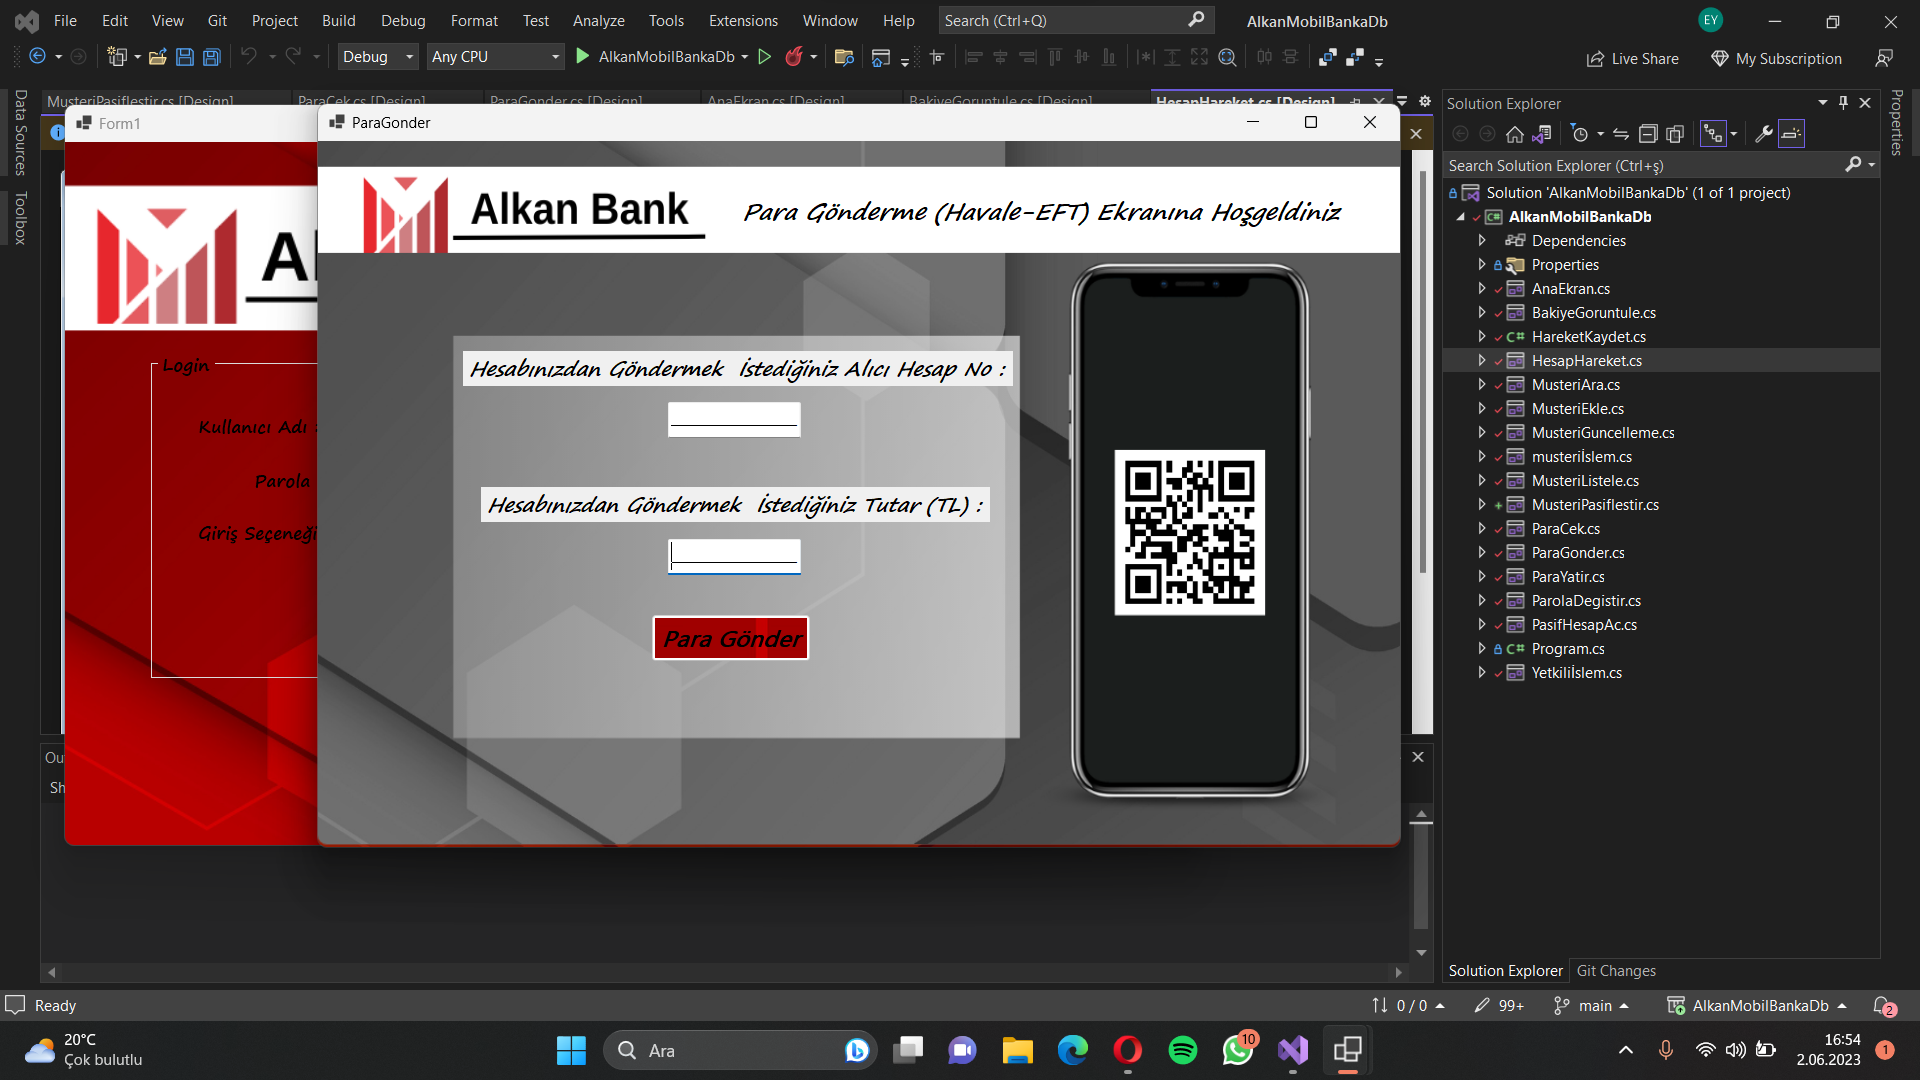 File Edit View Git Project Build Debug Format Test Analyze Tools Extensions Window Help Search (Ctrl+Q) AlkanMobilBankaDb EY
Debug Any CPU AlkanMobilBankaDb Live Share My Subscription
MusteriPasiflestir.cs [Design] ParaCek.cs [Design] ParaGonder.cs [Design] AnaEkran.cs [Design] BakiyeGoruntule.cs [Design] HesapHareket.cs [Design]
Data Sources
Toolbox
Form1
Login
Kullanıcı Adı :
Parola
Giriş Seçeneği
ParaGonder
Alkan Bank
Para Gönderme (Havale-EFT) Ekranına Hoşgeldiniz
Hesabınızdan Göndermek İstediğiniz Alıcı Hesap No :
Hesabınızdan Göndermek İstediğiniz Tutar (TL) :
Para Gönder
Solution Explorer
Search Solution Explorer (Ctrl+ş)
Solution 'AlkanMobilBankaDb' (1 of 1 project)
AlkanMobilBankaDb
Dependencies
Properties
AnaEkran.cs
BakiyeGoruntule.cs
HareketKaydet.cs
HesapHareket.cs
MusteriAra.cs
MusteriEkle.cs
MusteriGuncelleme.cs
musteriİslem.cs
MusteriListele.cs
MusteriPasiflestir.cs
ParaCek.cs
ParaGonder.cs
ParaYatir.cs
ParolaDegistir.cs
PasifHesapAc.cs
Program.cs
Yetkiliİslem.cs
Solution Explorer Git Changes
Properties
Ready 0 / 0 99+ main AlkanMobilBankaDb 2
20°C
Çok bulutlu
Ara
10
16:54
2.06.2023
1